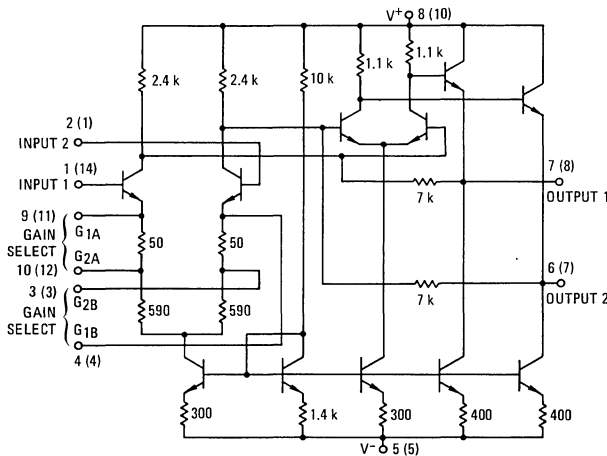 V+ 8 (10)
1.1 k 1.1 k
2.4 k 2.4 k 10 k
2 (1)
INPUT 2
1 (14)
INPUT 1
7 (8)
OUTPUT 1
7 k
9 (11)
G1A
GAIN
SELECT
G2A
10 (12)
50 50
3 (3)
G2B
GAIN
SELECT
G1B
4 (4)
590 590
6 (7)
OUTPUT 2
7 k
300 1.4 k 300 400 400
V− 5 (5)